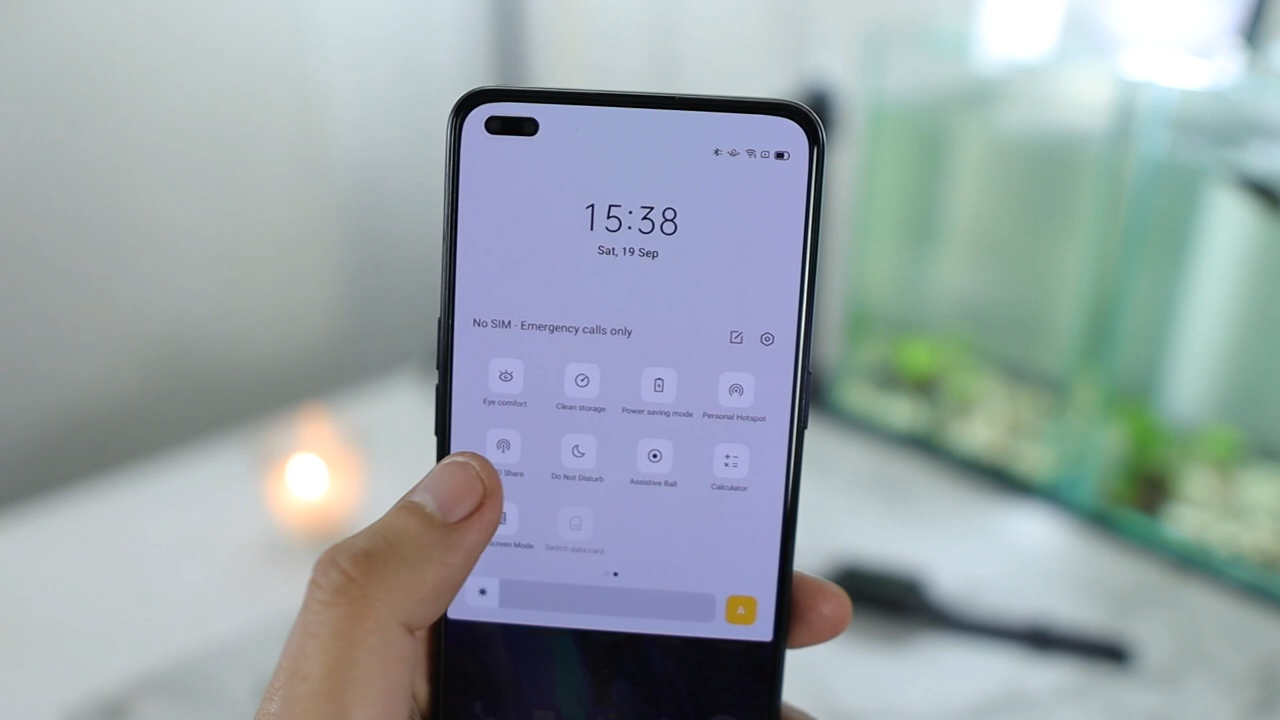 15:38
Sat, 19 Sep
No SIM - Emergency calls only
Eye comfort
Clean storage
Power saving mode
Personal Hotspot
Share
Do Not Disturb
Assistive Ball
Calculator
Mode
Switch data card
A